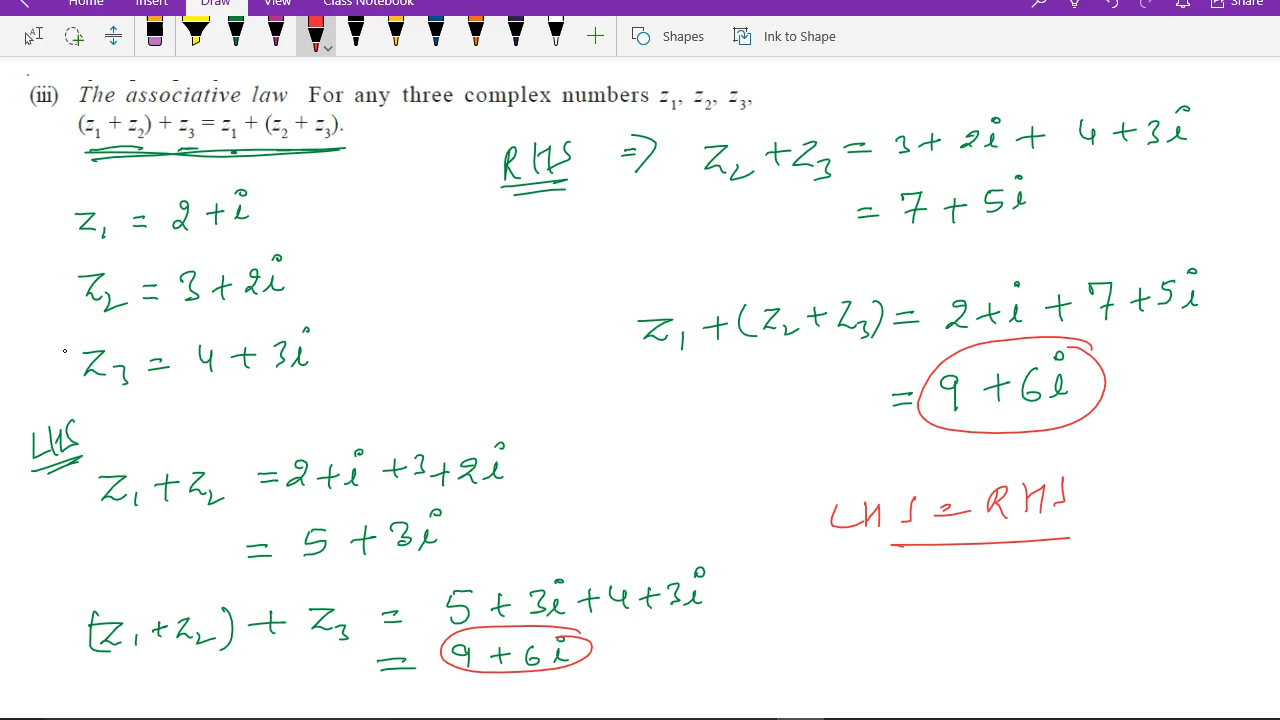 Home Insert Draw View Class Notebook Share
Shapes Ink to Shape
(iii) The associative law For any three complex numbers z₁, z₂, z₃,
(z₁ + z₂) + z₃ = z₁ + (z₂ + z₃).
z₁ = 2 + i
z₂ = 3 + 2i
z₃ = 4 + 3i
LHS
z₁ + z₂ = 2 + i + 3 + 2i
= 5 + 3i
(z₁ + z₂) + z₃ = 5 + 3i + 4 + 3i
= 9 + 6i
RHS ⇒ z₂ + z₃ = 3 + 2i + 4 + 3i
= 7 + 5i
z₁ + (z₂ + z₃) = 2 + i + 7 + 5i
= 9 + 6i
LHS = RHS